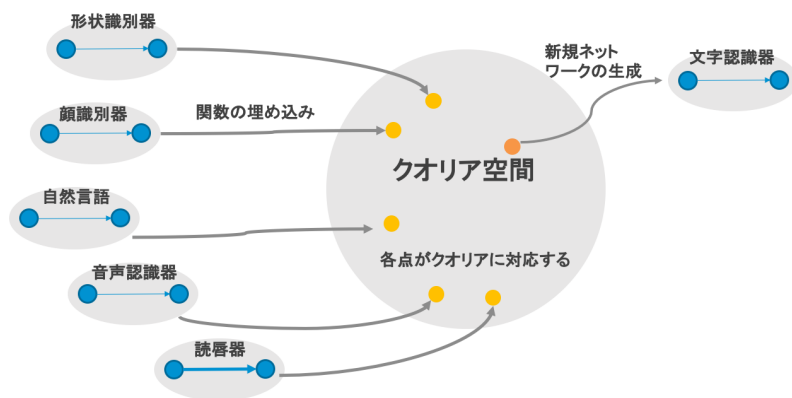 形状識別器
顔識別器
関数の埋め込み
自然言語
音声認識器
読唇器
クオリア空間
各点がクオリアに対応する
新規ネット
ワークの生成
文字認識器